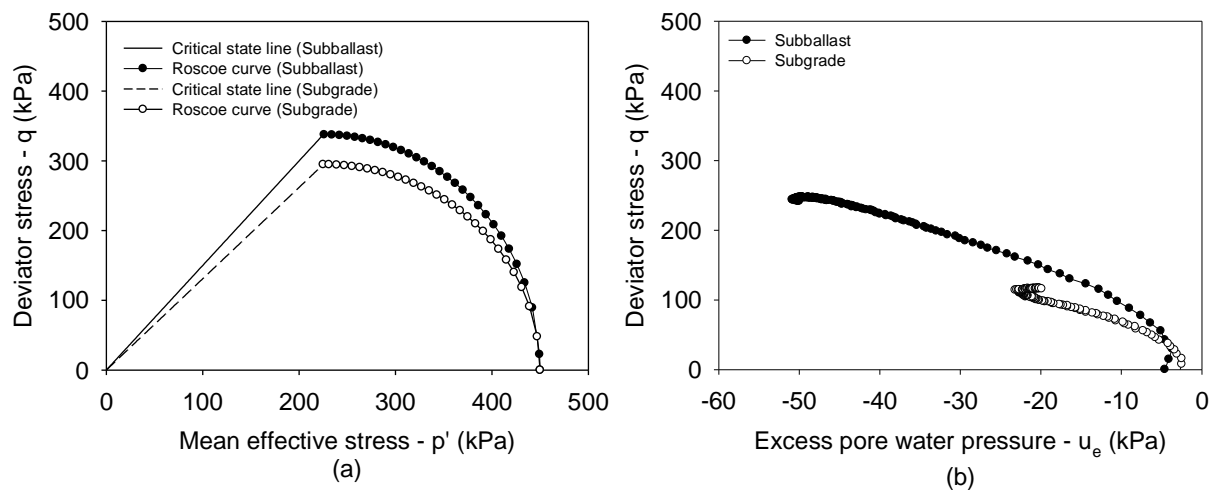 (a)
500
400
300
200
100
0
Deviator stress - q (kPa)
Critical state line (Subballast)
Roscoe curve (Subballast)
Critical state line (Subgrade)
Roscoe curve (Subgrade)
0 100 200 300 400 500
Mean effective stress - p' (kPa)
(a)
(b)
500
400
300
200
100
0
Deviator stress - q (kPa)
Subballast
Subgrade
-60 -50 -40 -30 -20 -10 0
Excess pore water pressure - u_e (kPa)
(b)